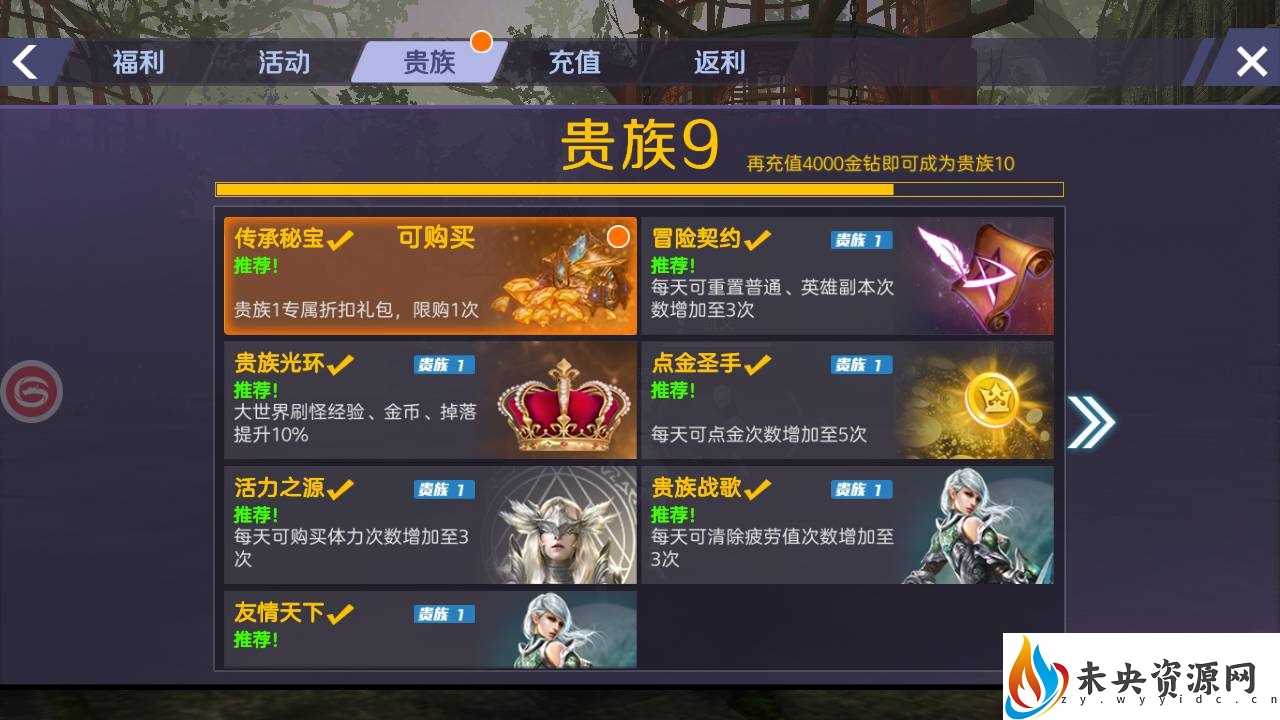 福利 活动 贵族 充值 返利
贵族9
再充值4000金钻即可成为贵族10
传承秘宝 可购买
推荐!
贵族1专属折扣礼包，限购1次
冒险契约 贵族 1
推荐!
每天可重置普通、英雄副本次
数增加至3次
贵族光环 贵族 1
推荐!
大世界刷怪经验、金币、掉落
提升10%
点金圣手 贵族 1
推荐!
每天可点金次数增加至5次
活力之源 贵族 1
推荐!
每天可购买体力次数增加至3
次
贵族战歌 贵族 1
推荐!
每天可清除疲劳值次数增加至
3次
友情天下 贵族 1
推荐!
未央资源网
zy.wyyidc.cn